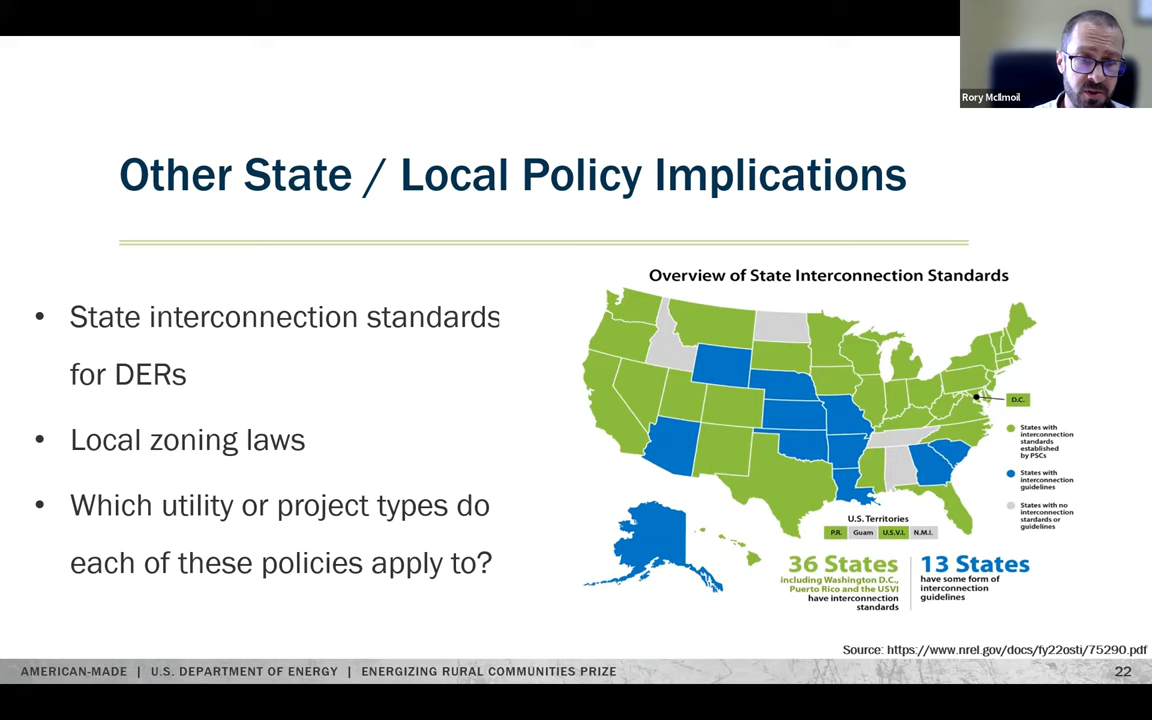 Rory McIlmoil
Other State / Local Policy Implications
• State interconnection standards
for DERs
• Local zoning laws
• Which utility or project types do
each of these policies apply to?
Overview of State Interconnection Standards
D.C.
States with
interconnection
standards
established
by PSCs
States with
interconnection
guidelines
States with no
interconnection
stardards or
guidelines
U.S. Territories
P.R. Guam U.S.V.I. N.M.I.
36 States
including Washington D.C.,
Puerto Rico and the USVI
have interconnection
standards
13 States
have some form of
interconnection
guidelines
Source: https://www.nrel.gov/docs/fy22osti/75290.pdf
AMERICAN-MADE | U.S. DEPARTMENT OF ENERGY | ENERGIZING RURAL COMMUNITIES PRIZE
22